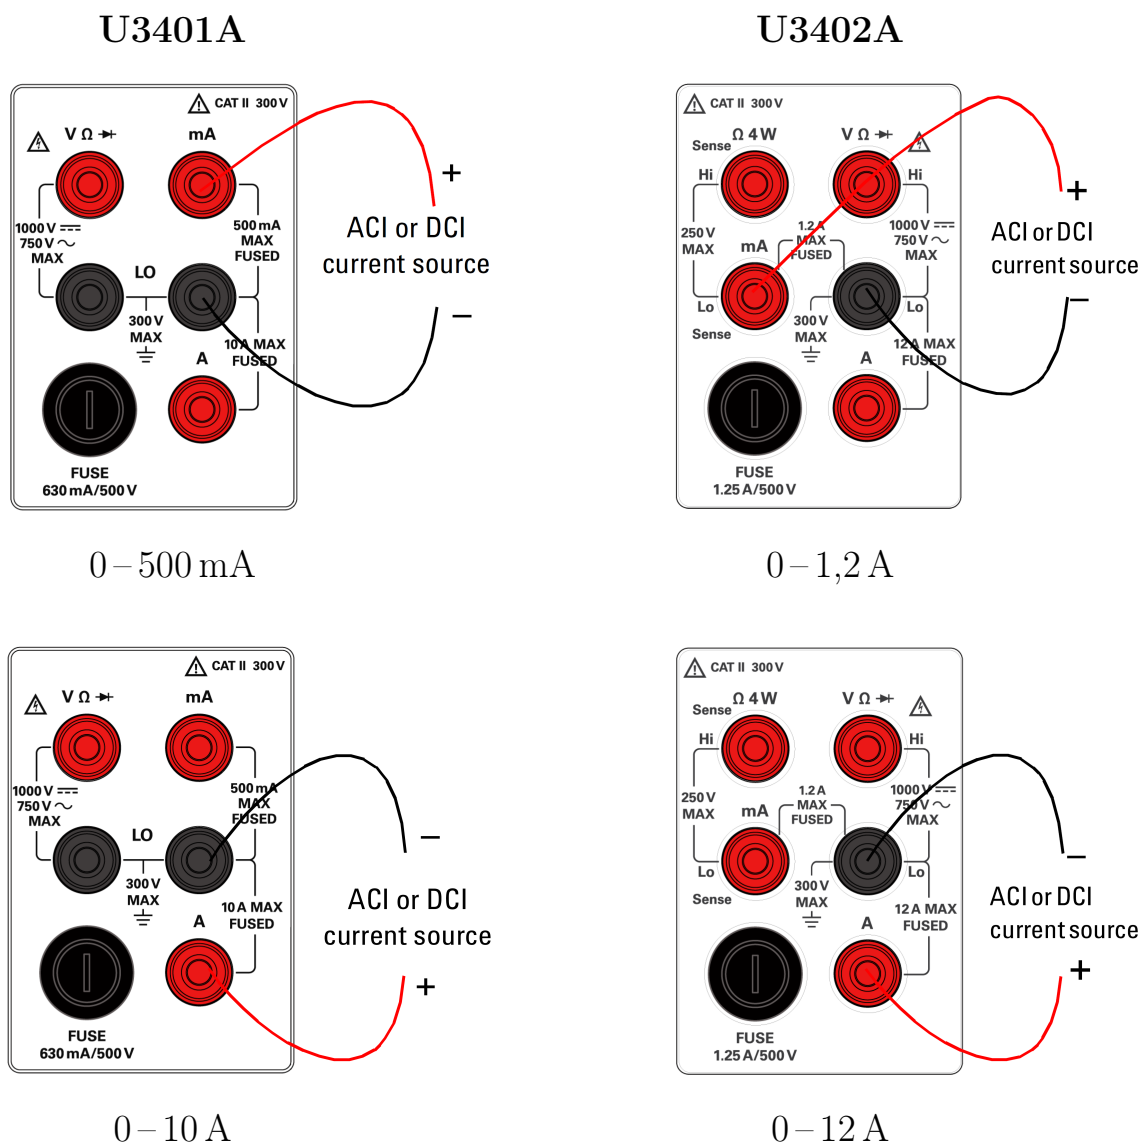 U3401A
CAT II 300 V
V Ω
mA
1000 V
750 V
MAX
500 mA
MAX
FUSED
LO
300 V
MAX
10 A MAX
FUSED
A
FUSE
630 mA/500 V
+
ACI or DCI
current source
–
0 – 500 mA
U3402A
CAT II 300 V
Ω 4 W
Sense
Hi
V Ω
Hi
250 V
MAX
1.2 A
MAX
FUSED
1000 V
750 V
MAX
mA
Lo
Sense
300 V
MAX
Lo
12 A MAX
FUSED
A
FUSE
1.25 A/500 V
+
ACI or DCI
current source
–
0 – 1,2 A
CAT II 300 V
V Ω
mA
1000 V
750 V
MAX
500 mA
MAX
FUSED
LO
300 V
MAX
10 A MAX
FUSED
A
FUSE
630 mA/500 V
–
ACI or DCI
current source
+
0 – 10 A
CAT II 300 V
Ω 4 W
Sense
Hi
V Ω
Hi
250 V
MAX
1.2 A
MAX
FUSED
1000 V
750 V
MAX
mA
Lo
Sense
300 V
MAX
Lo
12 A MAX
FUSED
A
FUSE
1.25 A/500 V
–
ACI or DCI
current source
+
0 – 12 A